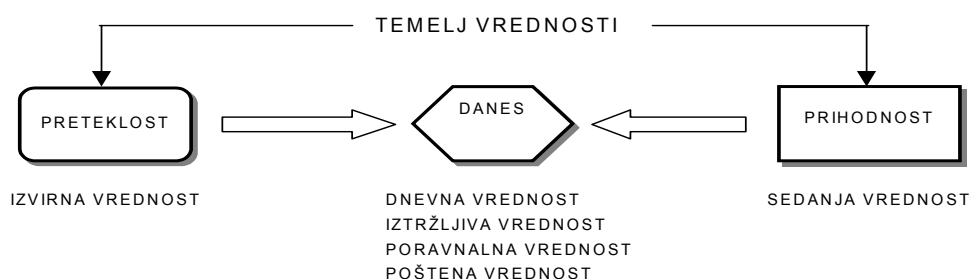 TEMELJ VREDNOSTI
PRETEKLOST
DANES
PRIHODNOST
IZVIRNA VREDNOST
DNEVNA VREDNOST
IZTRŽLJIVA VREDNOST
PORAVNALNA VREDNOST
POŠTENA VREDNOST
SEDANJA VREDNOST